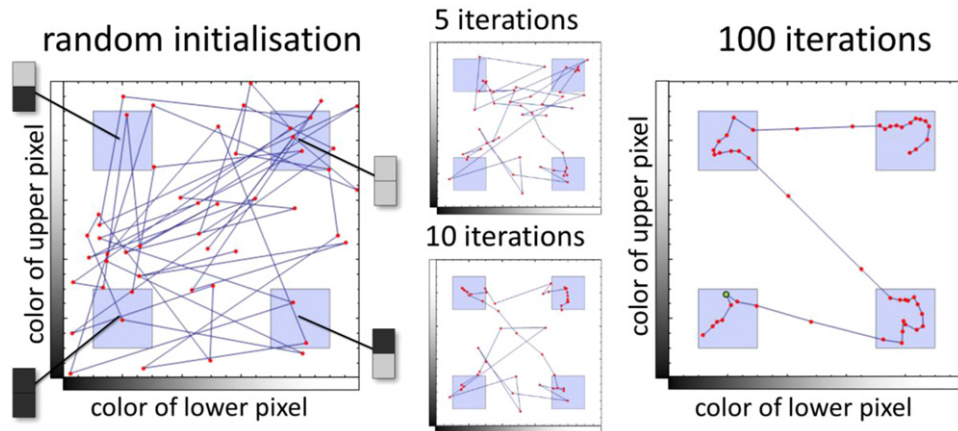 random initialisation
color of upper pixel
color of lower pixel
5 iterations
10 iterations
100 iterations
color of upper pixel
color of lower pixel